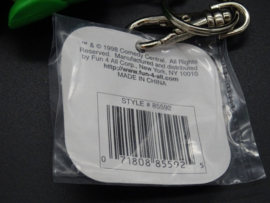 ™ & © 1998 Comedy Central. All Rights
Reserved. Manufactured and distributed
by Fun 4 All Corp., New York, NY 10010
http://www.fun-4-all.com
MADE IN CHINA
STYLE # 85592
0 71808 85592 5